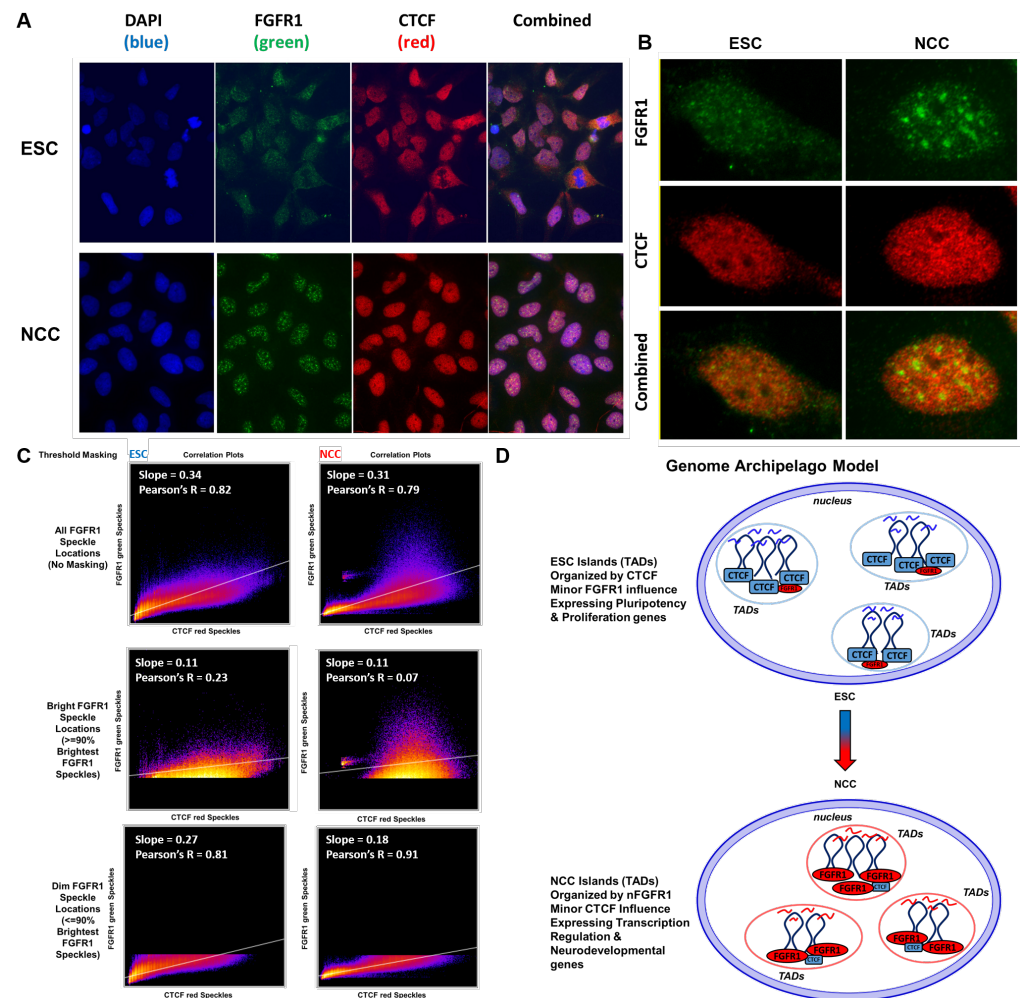 A
DAPI
(blue)
FGFR1
(green)
CTCF
(red)
Combined
ESC
NCC
B
ESC
NCC
FGFR1
CTCF
Combined
C
Threshold Masking
ESC
Correlation Plots
NCC
Correlation Plots
All FGFR1
Speckle
Locations
(No Masking)
FGFR1 green Speckles
Slope = 0.34
Pearson's R = 0.82
CTCF red Speckles
FGFR1 green Speckles
Slope = 0.31
Pearson's R = 0.79
CTCF red Speckles
Bright FGFR1
Speckle
Locations
(>=90%
Brightest
FGFR1
Speckles)
FGFR1 green Speckles
Slope = 0.11
Pearson's R = 0.23
CTCF red Speckles
FGFR1 green Speckles
Slope = 0.11
Pearson's R = 0.07
CTCF red Speckles
Dim FGFR1
Speckle
Locations
(<=90%
Brightest
FGFR1
Speckles)
FGFR1 green Speckles
Slope = 0.27
Pearson's R = 0.81
CTCF red Speckles
FGFR1 green Speckles
Slope = 0.18
Pearson's R = 0.91
CTCF red Speckles
D
Genome Archipelago Model
nucleus
ESC Islands (TADs)
Organized by CTCF
Minor FGFR1 influence
Expressing Pluripotency
& Proliferation genes
CTCF
CTCF
CTCF
FGFR1
TADs
CTCF
CTCF
CTCF
FGFR1
TADs
TADs
CTCF
CTCF
FGFR1
ESC
NCC
nucleus
NCC Islands (TADs)
Organized by nFGFR1
Minor CTCF Influence
Expressing Transcription
Regulation &
Neurodevelopmental
genes
TADs
FGFR1
FGFR1
FGFR1
CTCF
TADs
FGFR1
CTCF
FGFR1
FGFR1
FGFR1
CTCF
TADs